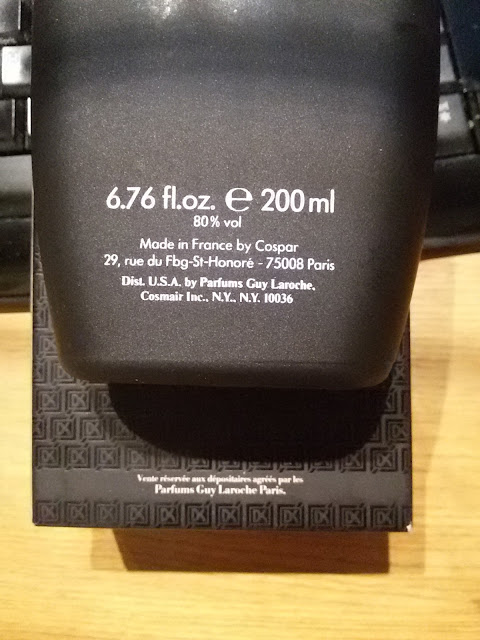 6.76 fl.oz. ℮ 200 ml
80% vol
Made in France by Cospar
29, rue du Fbg-St-Honoré - 75008 Paris
Dist. U.S.A. by Parfums Guy Laroche,
Cosmair Inc., N.Y., N.Y. 10036
Vente réservée aux dépositaires agréés par les
Parfums Guy Laroche Paris.